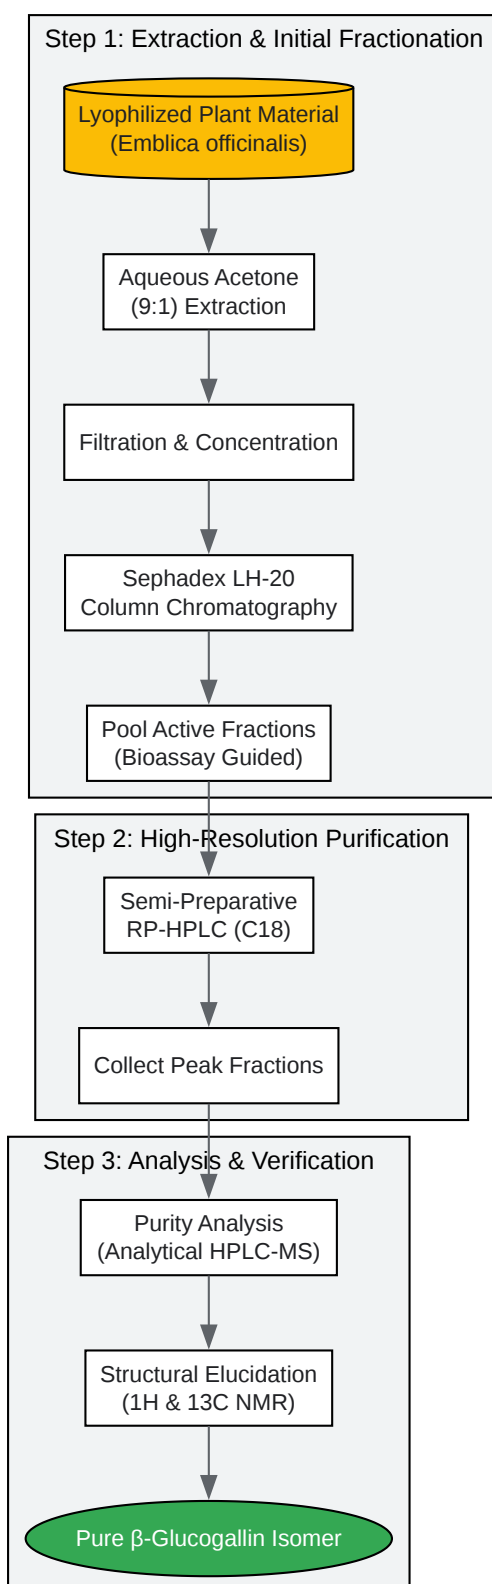 Step 1: Extraction & Initial Fractionation
Lyophilized Plant Material
(Emblica officinalis)
Aqueous Acetone
(9:1) Extraction
Filtration & Concentration
Sephadex LH-20
Column Chromatography
Pool Active Fractions
(Bioassay Guided)
Step 2: High-Resolution Purification
Semi-Preparative
RP-HPLC (C18)
Collect Peak Fractions
Step 3: Analysis & Verification
Purity Analysis
(Analytical HPLC-MS)
Structural Elucidation
(1H & 13C NMR)
Pure β-Glucogallin Isomer